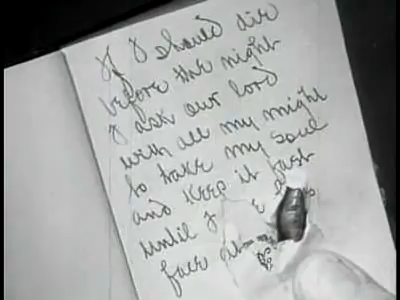 If I should die
before the night
I ask our lord
with all my might
to take my soul
and keep it fast
until I
face